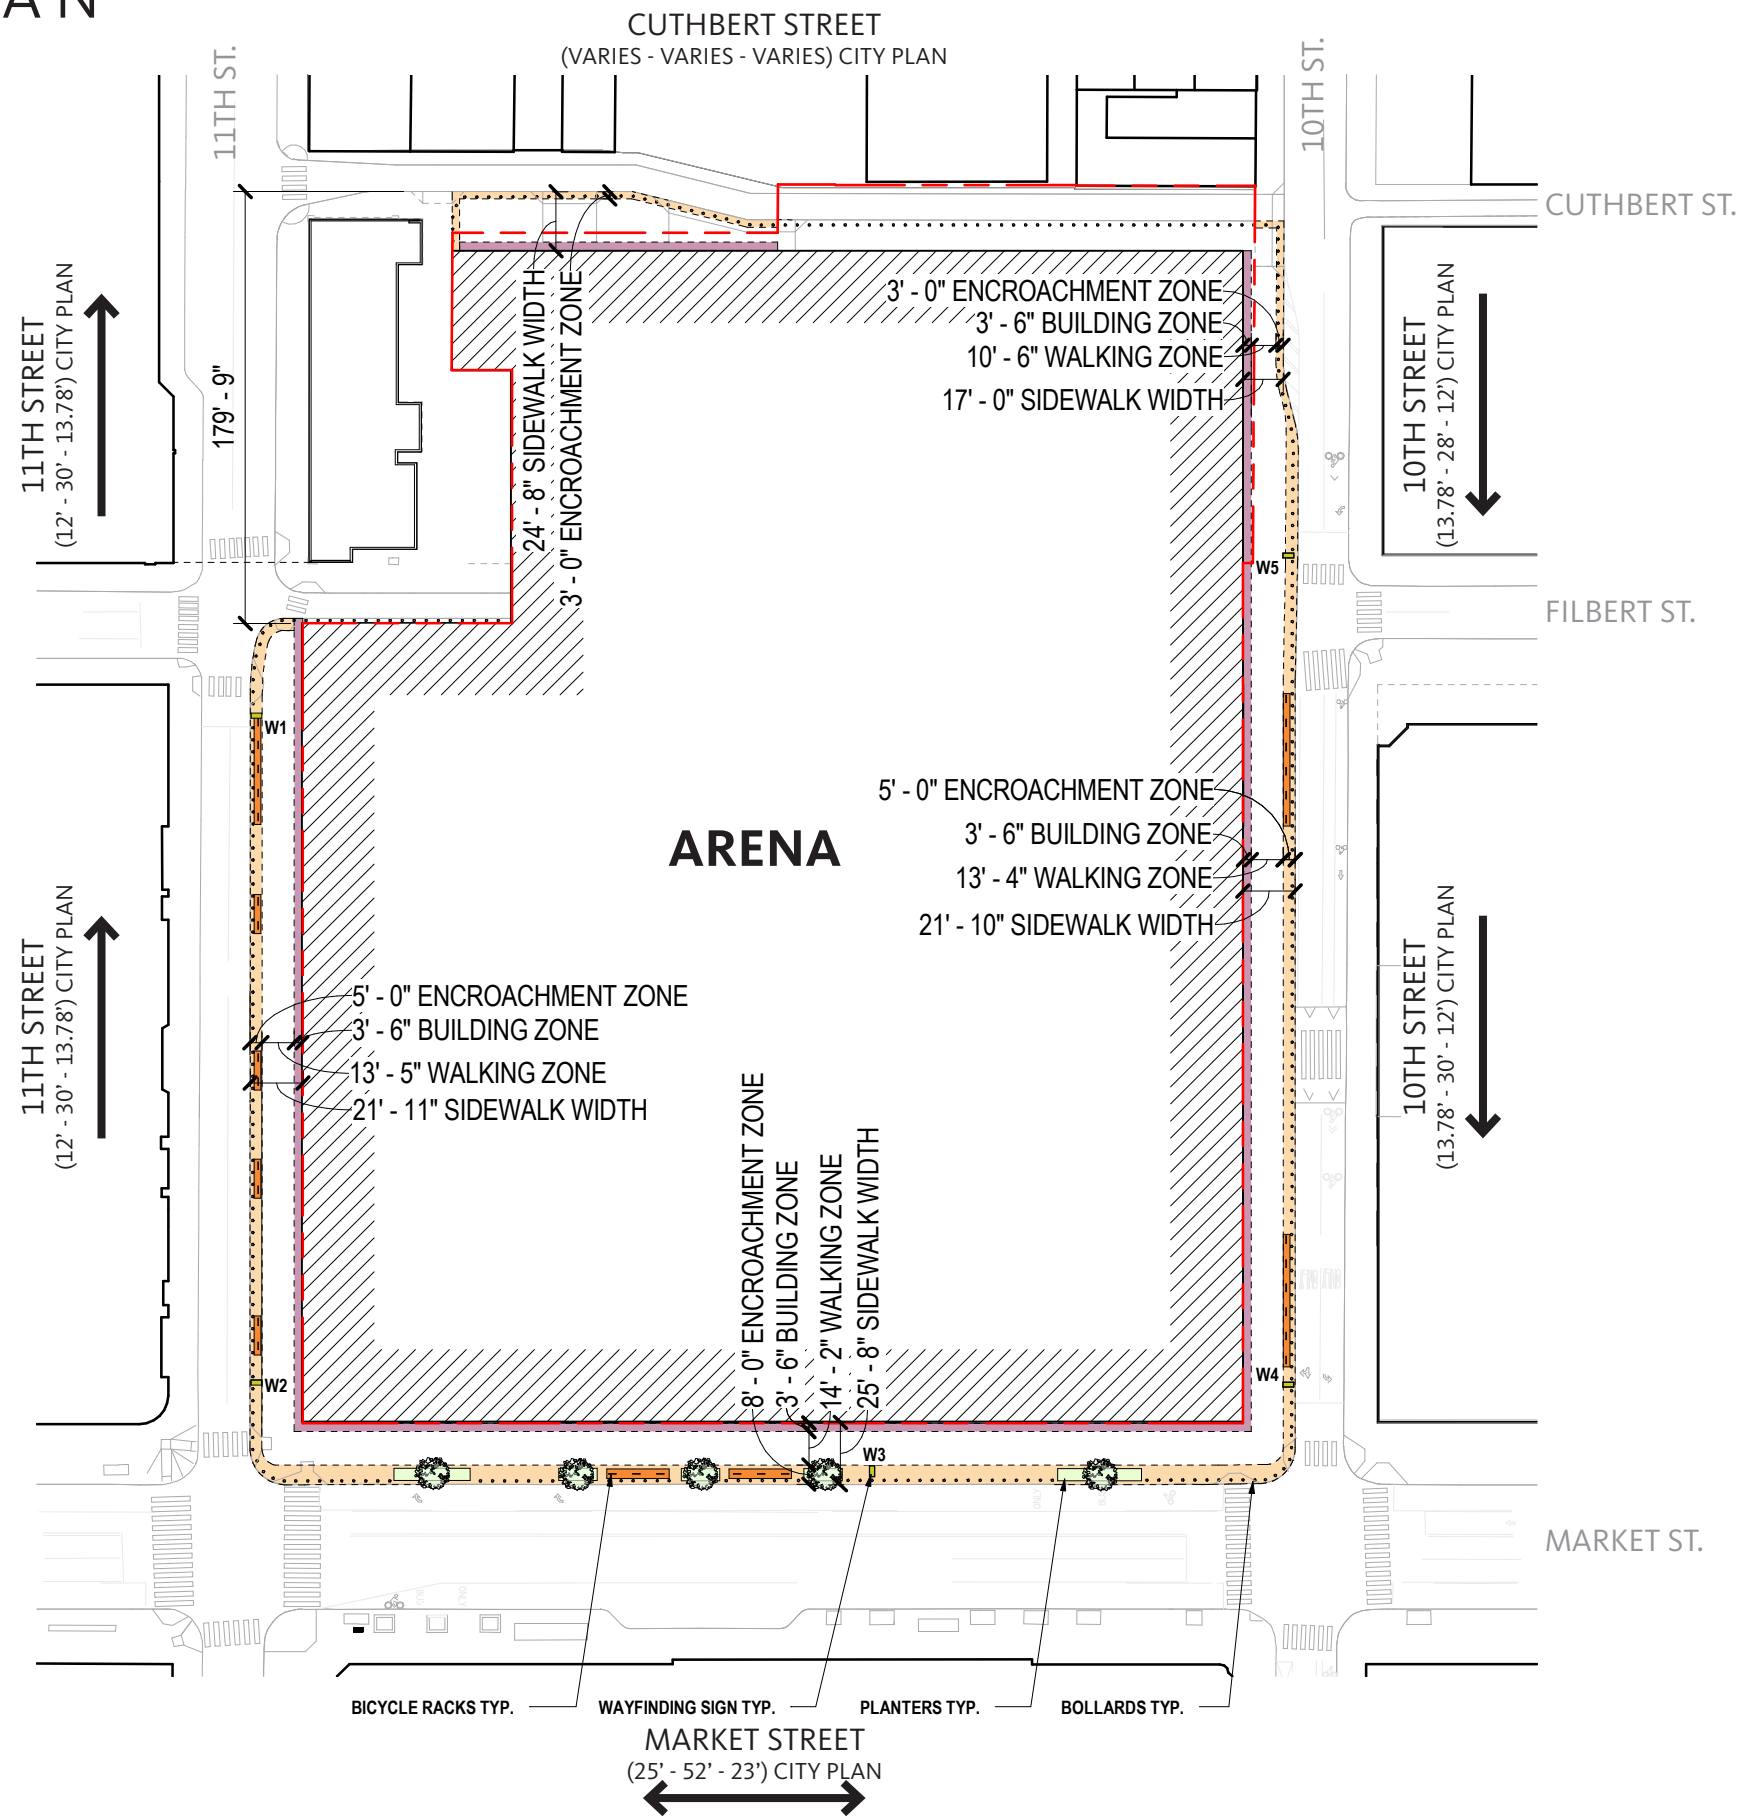 CUTHBERT STREET
(VARIES - VARIES - VARIES) CITY PLAN
11TH ST.
10TH ST.
CUTHBERT ST.
11TH STREET
(12' - 30' - 13.78') CITY PLAN
179' - 9"
24' - 8" SIDEWALK WIDTH
3' - 0" ENCROACHMENT ZONE
3' - 0" ENCROACHMENT ZONE
3' - 6" BUILDING ZONE
10' - 6" WALKING ZONE
17' - 0" SIDEWALK WIDTH
10TH STREET
(13.78' - 28' - 12') CITY PLAN
W5
FILBERT ST.
W1
ARENA
5' - 0" ENCROACHMENT ZONE
3' - 6" BUILDING ZONE
13' - 4" WALKING ZONE
21' - 10" SIDEWALK WIDTH
11TH STREET
(12' - 30' - 13.78') CITY PLAN
5' - 0" ENCROACHMENT ZONE
3' - 6" BUILDING ZONE
13' - 5" WALKING ZONE
21' - 11" SIDEWALK WIDTH
10TH STREET
(13.78' - 30' - 12') CITY PLAN
8' - 0" ENCROACHMENT ZONE
3' - 6" BUILDING ZONE
14' - 2" WALKING ZONE
25' - 8" SIDEWALK WIDTH
W2
W4
W3
ONLY
MARKET ST.
ONLY
BICYCLE RACKS TYP.
WAYFINDING SIGN TYP.
PLANTERS TYP.
BOLLARDS TYP.
MARKET STREET
(25' - 52' - 23') CITY PLAN